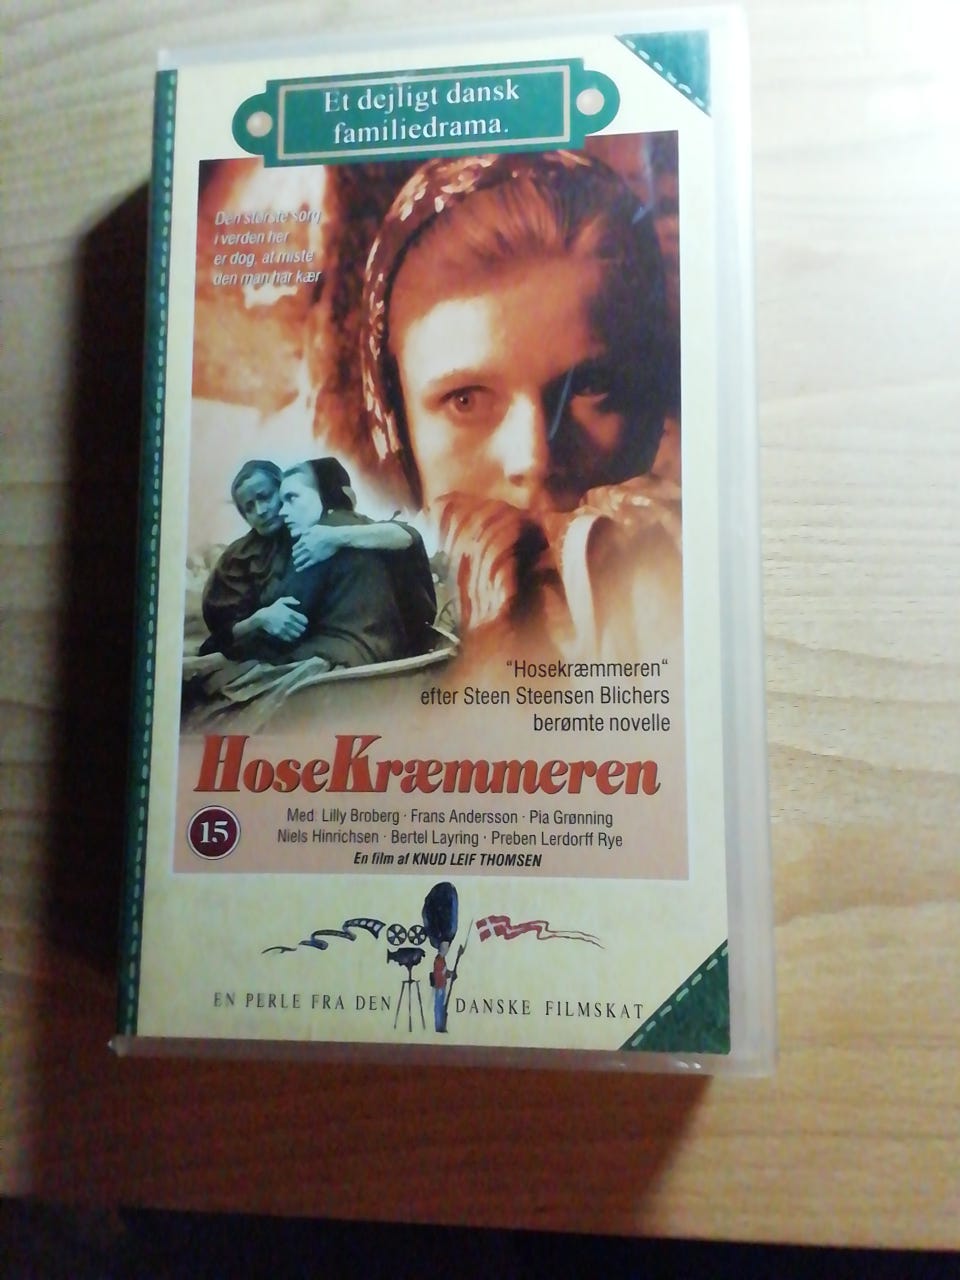 Et dejligt dansk
familiedrama.
Den største sorg
i verden her
er dog, at miste
den man har kær
"Hosekræmmeren"
efter Steen Steensen Blichers
berømte novelle
HoseKræmmeren
15
Med: Lilly Broberg · Frans Andersson · Pia Grønning
Niels Hinrichsen · Bertel Layring · Preben Lerdorff Rye
En film af KNUD LEIF THOMSEN
EN PERLE FRA DEN DANSKE FILMSKAT